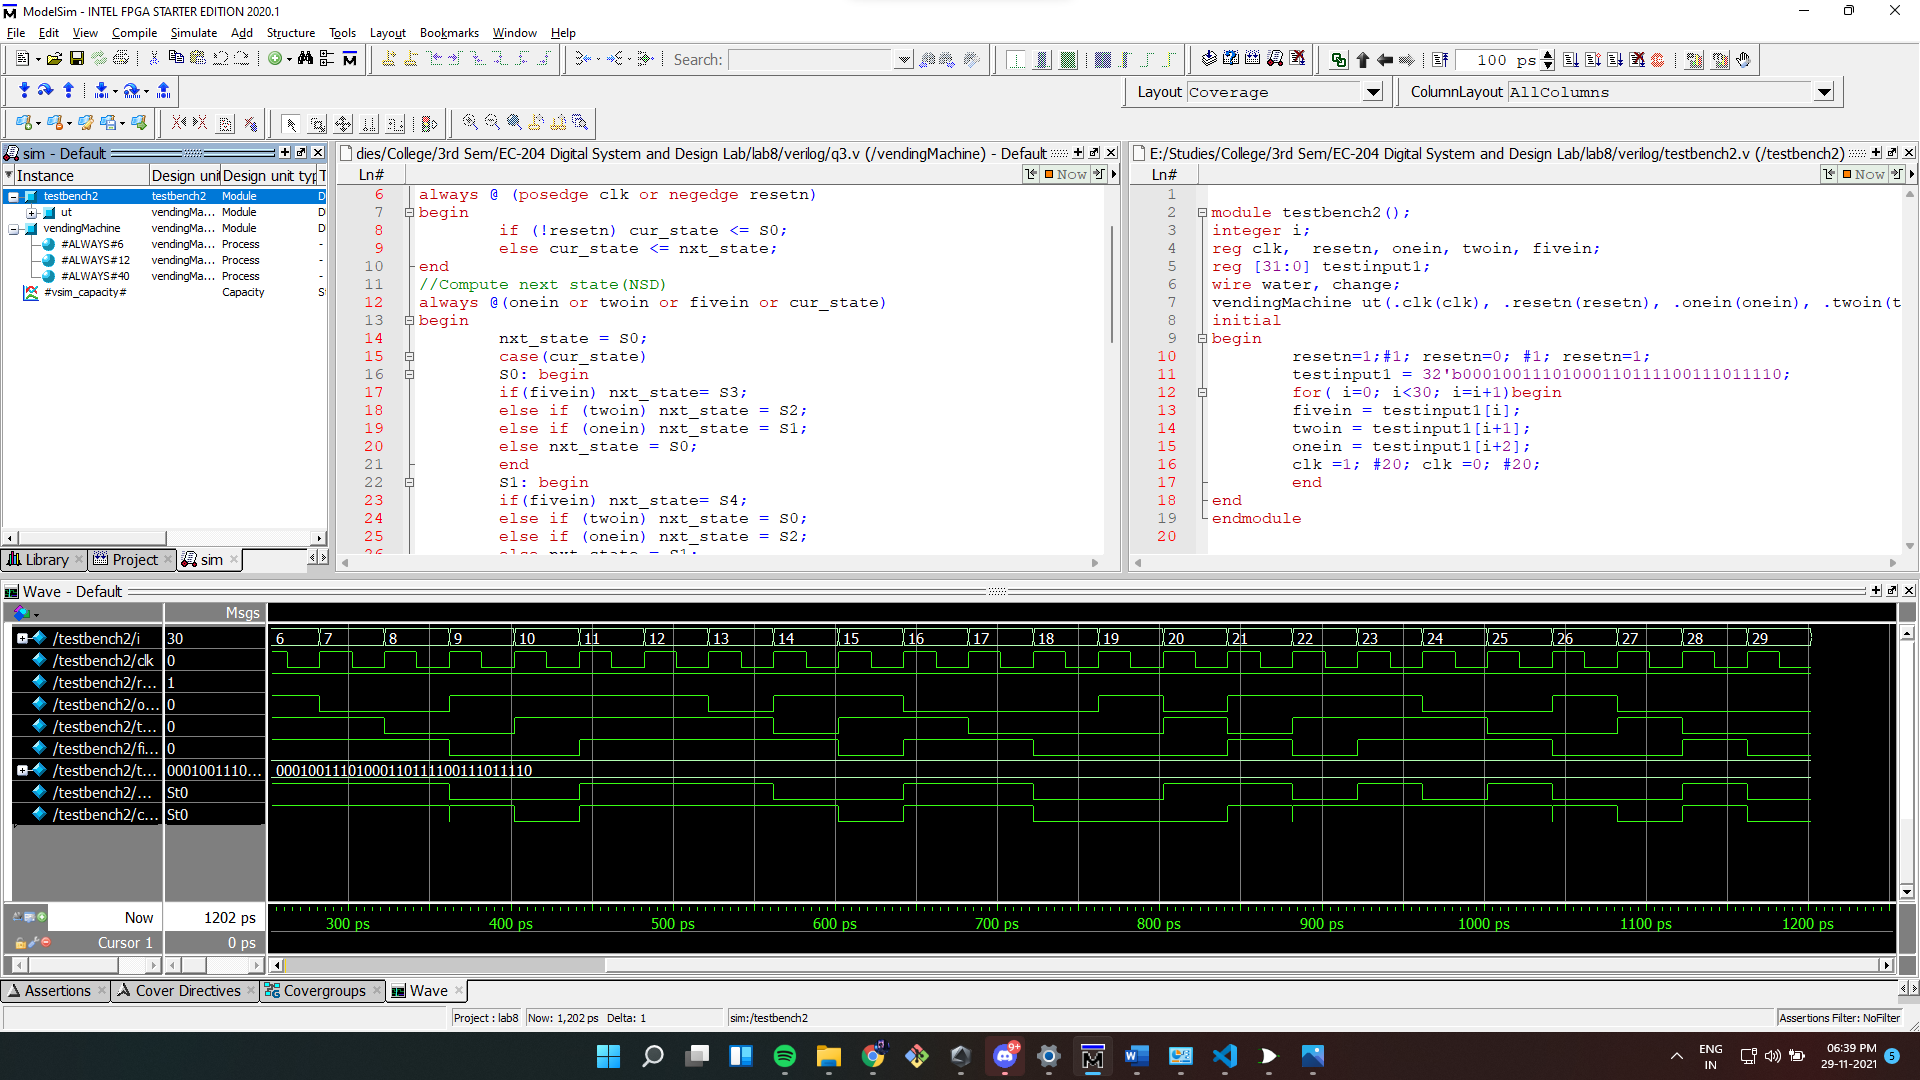 ModelSim - INTEL FPGA STARTER EDITION 2020.1
File Edit View Compile Simulate Add Structure Tools Layout Bookmarks Window Help
Search:
100 ps
Layout Coverage
ColumnLayout AllColumns
sim - Default
Instance Design unit Design unit typ
testbench2 testbench2 Module D
ut vendingMa... Module D
vendingMachine vendingMa... Module D
#ALWAYS#6 vendingMa... Process -
#ALWAYS#12 vendingMa... Process -
#ALWAYS#40 vendingMa... Process -
#vsim_capacity# Capacity S
Library Project sim
dies/College/3rd Sem/EC-204 Digital System and Design Lab/lab8/verilog/q3.v (/vendingMachine) - Default
Ln# Now
6 always @ (posedge clk or negedge resetn)
7 begin
8 if (!resetn) cur_state <= S0;
9 else cur_state <= nxt_state;
10 end
11 //Compute next state(NSD)
12 always @(onein or twoin or fivein or cur_state)
13 begin
14 nxt_state = S0;
15 case(cur_state)
16 S0: begin
17 if(fivein) nxt_state= S3;
18 else if (twoin) nxt_state = S2;
19 else if (onein) nxt_state = S1;
20 else nxt_state = S0;
21 end
22 S1: begin
23 if(fivein) nxt_state= S4;
24 else if (twoin) nxt_state = S0;
25 else if (onein) nxt_state = S2;
26 else nxt_state = S1;
E:/Studies/College/3rd Sem/EC-204 Digital System and Design Lab/lab8/verilog/testbench2.v (/testbench2)
Ln# Now
1
2 module testbench2();
3 integer i;
4 reg clk, resetn, onein, twoin, fivein;
5 reg [31:0] testinput1;
6 wire water, change;
7 vendingMachine ut(.clk(clk), .resetn(resetn), .onein(onein), .twoin(t
8 initial
9 begin
10 resetn=1;#1; resetn=0; #1; resetn=1;
11 testinput1 = 32'b00010011101000110111100111011110;
12 for( i=0; i<30; i=i+1)begin
13 fivein = testinput1[i];
14 twoin = testinput1[i+1];
15 onein = testinput1[i+2];
16 clk =1; #20; clk =0; #20;
17 end
18 end
19 endmodule
20
Wave - Default
Msgs
/testbench2/i 30 6 7 8 9 10 11 12 13 14 15 16 17 18 19 20 21 22 23 24 25 26 27 28 29
/testbench2/clk 0
/testbench2/r... 1
/testbench2/o... 0
/testbench2/t... 0
/testbench2/fi... 0
/testbench2/t... 0001001110... 00010011101000110111100111011110
/testbench2/... St0
/testbench2/c... St0
Now 1202 ps 300 ps 400 ps 500 ps 600 ps 700 ps 800 ps 900 ps 1000 ps 1100 ps 1200 ps
Cursor 1 0 ps
Assertions Cover Directives Covergroups Wave
Project : lab8 Now: 1,202 ps Delta: 1 sim:/testbench2 Assertions Filter: NoFilter
9+
ENG
IN
06:39 PM
29-11-2021
5